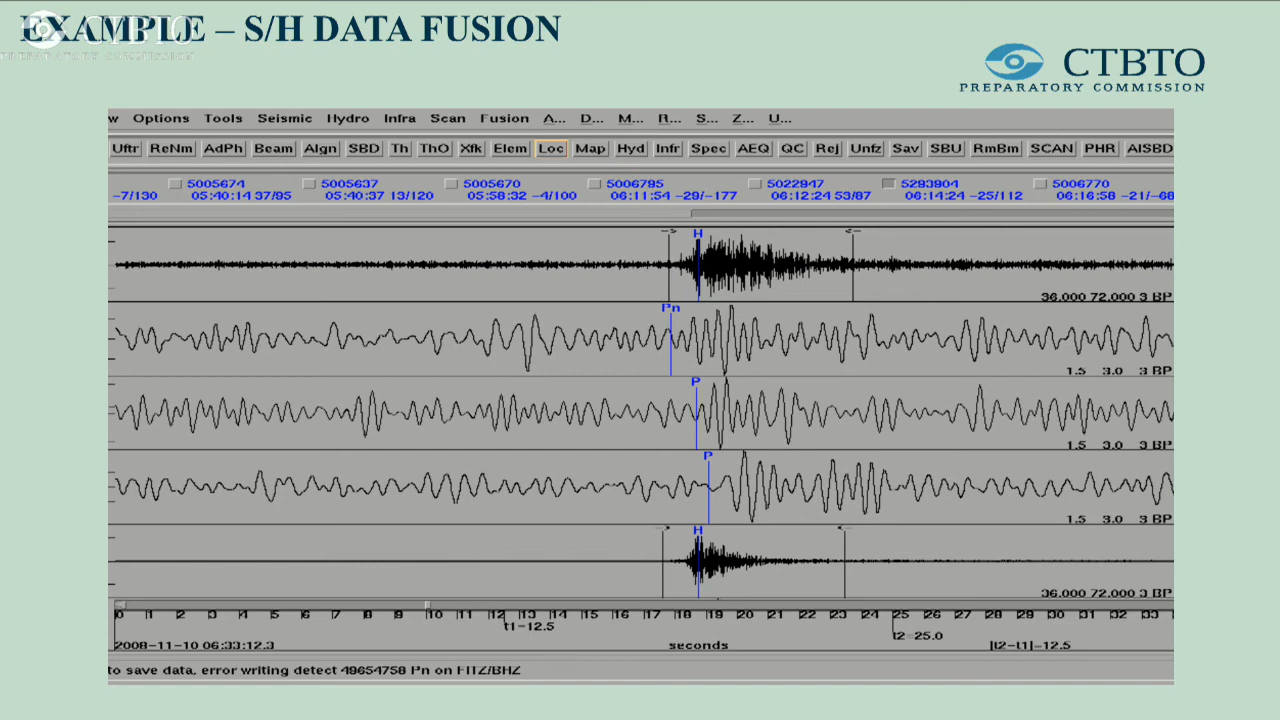 EXAMPLE – S/H DATA FUSION
CTBTO
PREPARATORY COMMISSION
CTBTO
PREPARATORY COMMISSION
w Options Tools Seismic Hydro Infra Scan Fusion A... D... M... R... S... Z... U...
Uftr ReNm AdPh Beam Algn SBD Th ThO Xfk Elem Loc Map Hyd Infr Spec AEQ QC Rej Unfz Sav SBU RmBm SCAN PHR AISBD
5005674 5005637 5005670 5006795 5022947 5293904 5006770
-7/130 05:40:14 37/95 05:40:37 13/120 05:58:32 -4/100 06:11:54 -29/-177 06:12:24 53/87 06:14:24 -25/112 06:16:58 -21/-68
H
36.000 72.000 3 BP
Pn
1.5 3.0 3 BP
P
1.5 3.0 3 BP
P
1.5 3.0 3 BP
H
36.000 72.000 3 BP
0 1 2 3 4 5 6 7 8 9 10 11 12 13 14 15 16 17 18 19 20 21 22 23 24 25 26 27 28 29 30 31 32 33
t1=12.5
t2=25.0
2008-11-10 06:33:12.3 seconds |t2-t1|=12.5
to save data, error writing detect 49654758 Pn on FITZ/BHZ